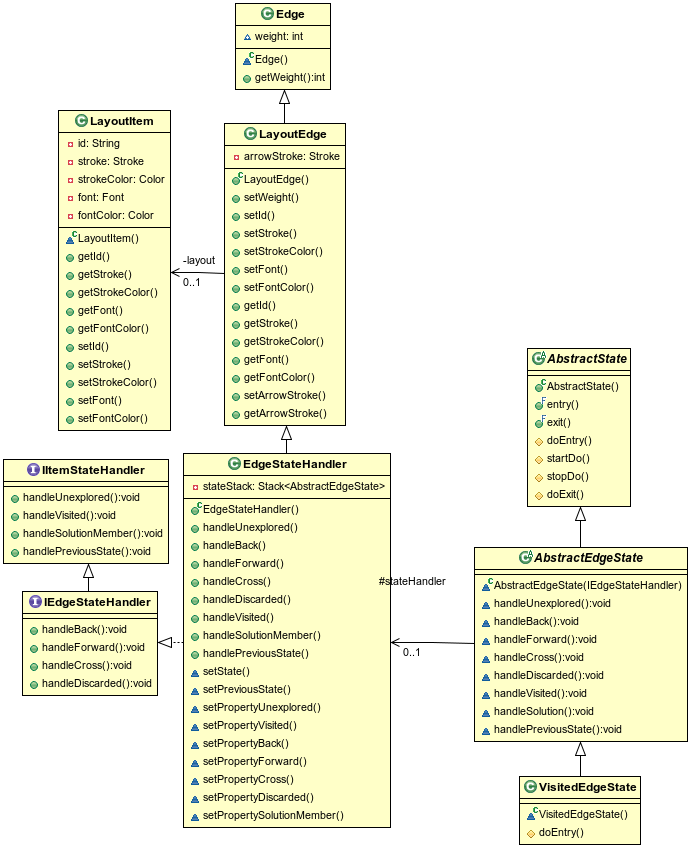 Edge
weight: int
Edge()
getWeight():int
LayoutItem
id: String
stroke: Stroke
strokeColor: Color
font: Font
fontColor: Color
LayoutItem()
getId()
getStroke()
getStrokeColor()
getFont()
getFontColor()
setId()
setStroke()
setStrokeColor()
setFont()
setFontColor()
-layout
0..1
LayoutEdge
arrowStroke: Stroke
LayoutEdge()
setWeight()
setId()
setStroke()
setStrokeColor()
setFont()
setFontColor()
getId()
getStroke()
getStrokeColor()
getFont()
getFontColor()
setArrowStroke()
getArrowStroke()
IItemStateHandler
handleUnexplored():void
handleVisited():void
handleSolutionMember():void
handlePreviousState():void
IEdgeStateHandler
handleBack():void
handleForward():void
handleCross():void
handleDiscarded():void
EdgeStateHandler
stateStack: Stack<AbstractEdgeState>
EdgeStateHandler()
handleUnexplored()
handleBack()
handleForward()
handleCross()
handleDiscarded()
handleVisited()
handleSolutionMember()
handlePreviousState()
setState()
setPreviousState()
setPropertyUnexplored()
setPropertyVisited()
setPropertyBack()
setPropertyForward()
setPropertyCross()
setPropertyDiscarded()
setPropertySolutionMember()
#stateHandler
0..1
AbstractState
AbstractState()
entry()
exit()
doEntry()
startDo()
stopDo()
doExit()
AbstractEdgeState
AbstractEdgeState(IEdgeStateHandler)
handleUnexplored():void
handleBack():void
handleForward():void
handleCross():void
handleDiscarded():void
handleVisited():void
handleSolution():void
handlePreviousState():void
VisitedEdgeState
VisitedEdgeState()
doEntry()